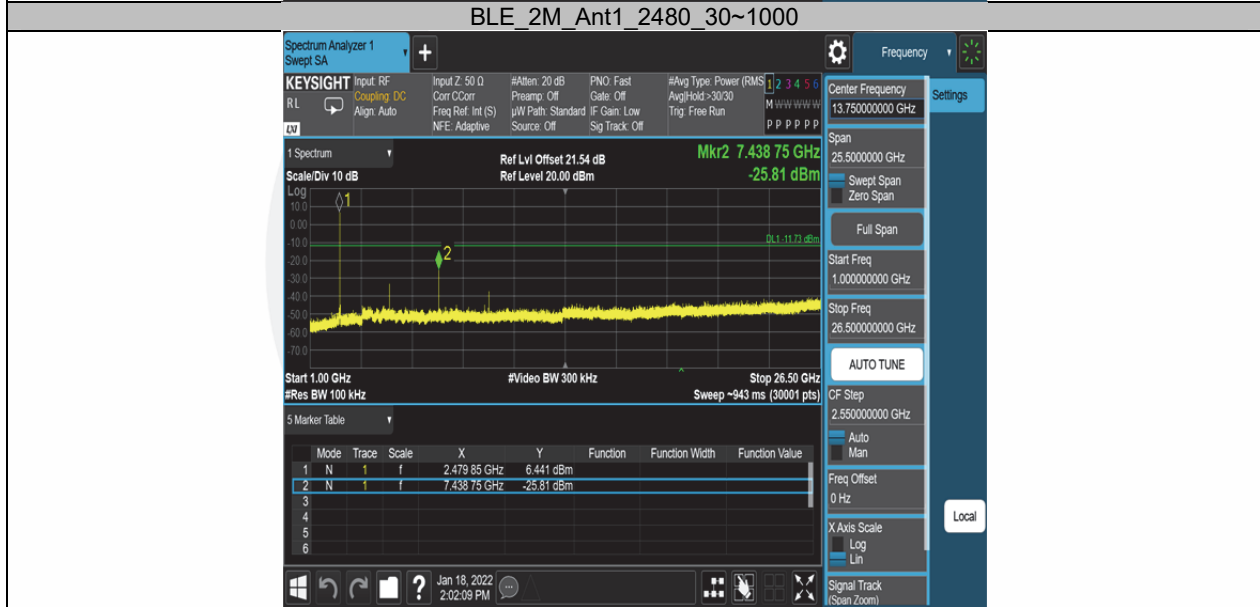 BLE_2M_Ant1_2480_30~1000
Spectrum Analyzer 1
Swept SA
+
Frequency
KEYSIGHT
RL
LXI
Input: RF
Coupling: DC
Align: Auto
Input Z: 50 Ω
Corr CCorr
Freq Ref: Int (S)
NFE: Adaptive
#Atten: 20 dB
Preamp: Off
µW Path: Standard
Source: Off
PNO: Fast
Gate: Off
IF Gain: Low
Sig Track: Off
#Avg Type: Power (RMS
Avg|Hold:>30/30
Trig: Free Run
1 2 3 4 5 6
M W W W W W
P P P P P P
1 Spectrum
Scale/Div 10 dB
Ref Lvl Offset 21.54 dB
Ref Level 20.00 dBm
Mkr2 7.438 75 GHz
-25.81 dBm
Log
10.0
0.00
-10.0
-20.0
-30.0
-40.0
-50.0
-60.0
-70.0
1
2
DL1 -11.73 dBm
Start 1.00 GHz
#Res BW 100 kHz
#Video BW 300 kHz
Stop 26.50 GHz
Sweep ~943 ms (30001 pts)
5 Marker Table
Mode Trace Scale X Y Function Function Width Function Value
1 N 1 f 2.479 85 GHz 6.441 dBm
2 N 1 f 7.438 75 GHz -25.81 dBm
3
4
5
6
?
Jan 18, 2022
2:02:09 PM
Center Frequency
13.750000000 GHz
Span
25.5000000 GHz
Swept Span
Zero Span
Full Span
Start Freq
1.000000000 GHz
Stop Freq
26.500000000 GHz
AUTO TUNE
CF Step
2.550000000 GHz
Auto
Man
Freq Offset
0 Hz
X Axis Scale
Log
Lin
Signal Track
(Span Zoom)
Settings
Local